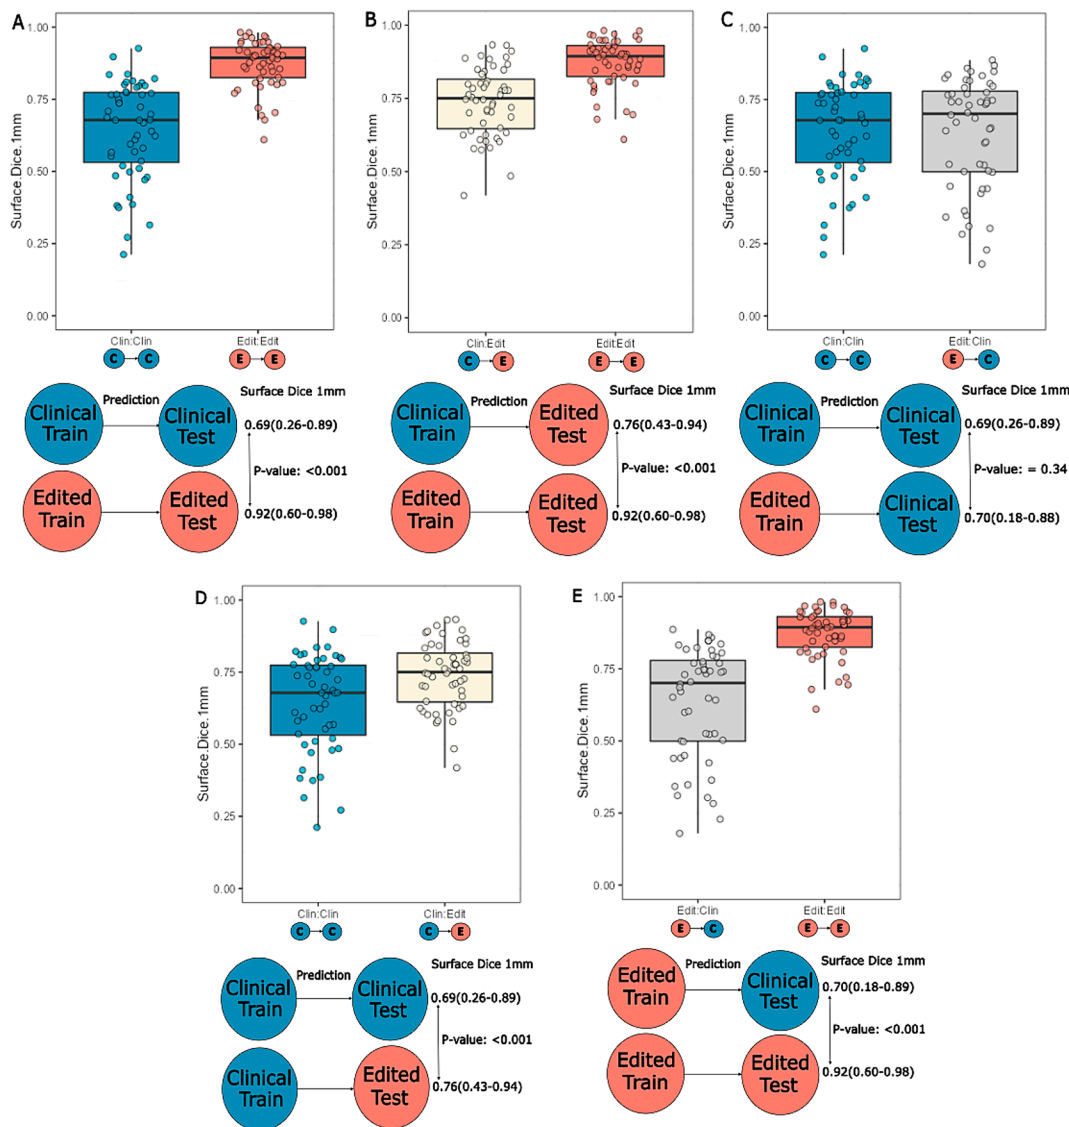 A
Surface.Dice.1mm
1.00
0.75
0.50
0.25
0.00
Clin:Clin
Edit:Edit
C
C
E
E
Prediction
Surface Dice 1mm
Clinical
Train
Clinical
Test
0.69(0.26-0.89)
P-value: <0.001
Edited
Train
Edited
Test
0.92(0.60-0.98)
B
Surface.Dice.1mm
1.00
0.75
0.50
0.25
0.00
Clin:Edit
Edit:Edit
C
E
E
E
Prediction
Surface Dice 1mm
Clinical
Train
Edited
Test
0.76(0.43-0.94)
P-value: <0.001
Edited
Train
Edited
Test
0.92(0.60-0.98)
C
Surface.Dice.1mm
1.00
0.75
0.50
0.25
0.00
Clin:Clin
Edit:Clin
C
C
E
C
Prediction
Surface Dice 1mm
Clinical
Train
Clinical
Test
0.69(0.26-0.89)
P-value: = 0.34
Edited
Train
Clinical
Test
0.70(0.18-0.88)
D
Surface.Dice.1mm
1.00
0.75
0.50
0.25
0.00
Clin:Clin
Clin:Edit
C
C
C
E
Prediction
Surface Dice 1mm
Clinical
Train
Clinical
Test
0.69(0.26-0.89)
P-value: <0.001
Clinical
Train
Edited
Test
0.76(0.43-0.94)
E
Surface.Dice.1mm
1.00
0.75
0.50
0.25
0.00
Edit:Clin
Edit:Edit
E
C
E
E
Prediction
Surface Dice 1mm
Edited
Train
Clinical
Test
0.70(0.18-0.89)
P-value: <0.001
Edited
Train
Edited
Test
0.92(0.60-0.98)